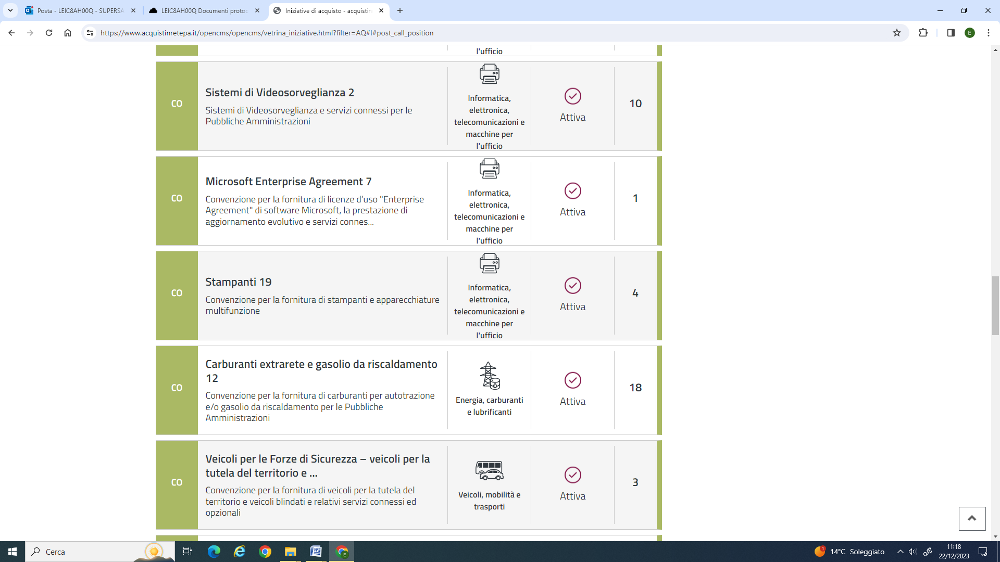 Posta - LEIC8AH00Q - SUPERSA
LEIC8AH00Q Documenti protoc
Iniziative di acquisto - acquistin
https://www.acquistinretepa.it/opencms/opencms/vetrina_iniziative.html?filter=AQ#!#post_call_position
E
l'ufficio
CO
Sistemi di Videosorveglianza 2
Sistemi di Videosorveglianza e servizi connessi per le
Pubbliche Amministrazioni
Informatica,
elettronica,
telecomunicazioni e
macchine per
l'ufficio
Attiva
10
CO
Microsoft Enterprise Agreement 7
Convenzione per la fornitura di licenze d’uso "Enterprise
Agreement" di software Microsoft, la prestazione di
aggiornamento evolutivo e servizi connes...
Informatica,
elettronica,
telecomunicazioni e
macchine per
l'ufficio
Attiva
1
CO
Stampanti 19
Convenzione per la fornitura di stampanti e apparecchiature
multifunzione
Informatica,
elettronica,
telecomunicazioni e
macchine per
l'ufficio
Attiva
4
CO
Carburanti extrarete e gasolio da riscaldamento
12
Convenzione per la fornitura di carburanti per autotrazione
e/o gasolio da riscaldamento per le Pubbliche
Amministrazioni
Energia, carburanti
e lubrificanti
Attiva
18
CO
Veicoli per le Forze di Sicurezza – veicoli per la
tutela del territorio e ...
Convenzione per la fornitura di veicoli per la tutela del
territorio e veicoli blindati e relativi servizi connessi ed
opzionali
Veicoli, mobilità e
trasporti
Attiva
3
Cerca
1
14°C Soleggiato
11:18
22/12/2023